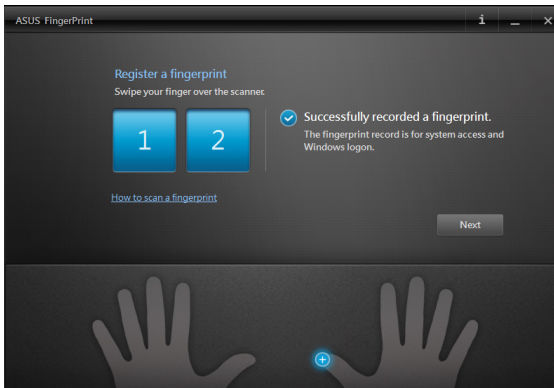 ASUS FingerPrint
Register a fingerprint
Swipe your finger over the scanner.
1 2
Successfully recorded a fingerprint.
The fingerprint record is for system access and
Windows logon.
How to scan a fingerprint
Next